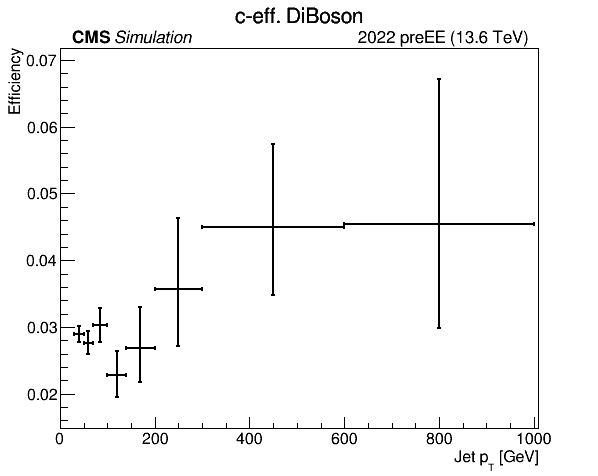 c-eff. DiBoson
CMS Simulation
2022 preEE (13.6 TeV)
Efficiency
0.07
0.06
0.05
0.04
0.03
0.02
0 200 400 600 800 1000
Jet p_T [GeV]